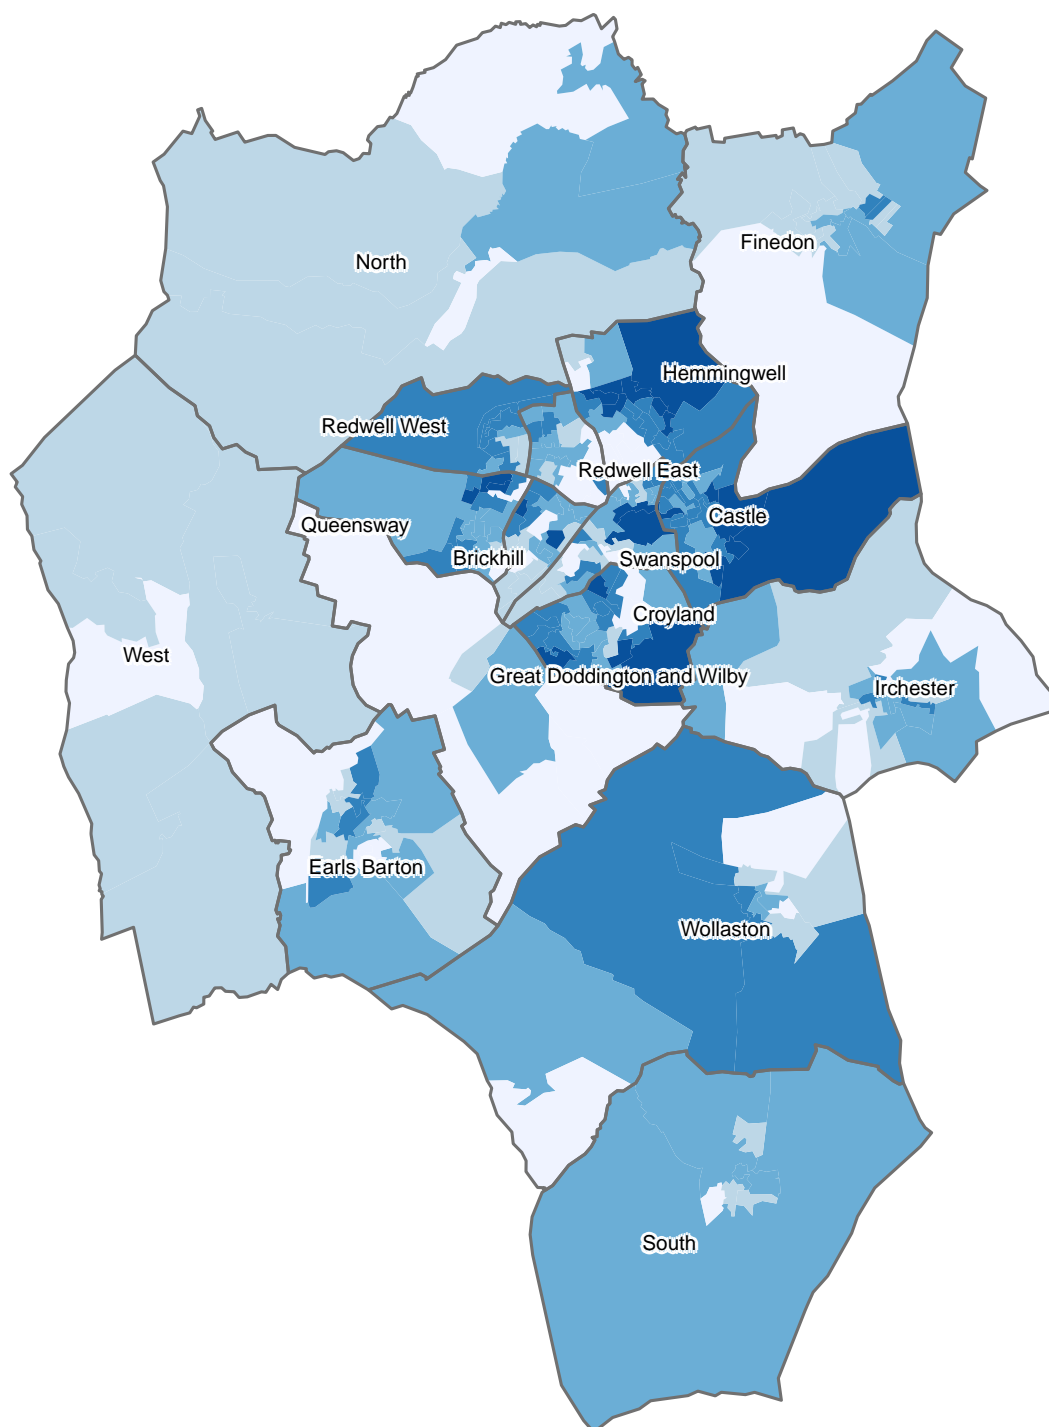 Finedon
North
Hemmingwell
Redwell West
Redwell East
Castle
Queensway
Brickhill
Swanspool
Croyland
West
Great Doddington and Wilby
Irchester
Earls Barton
Wollaston
South